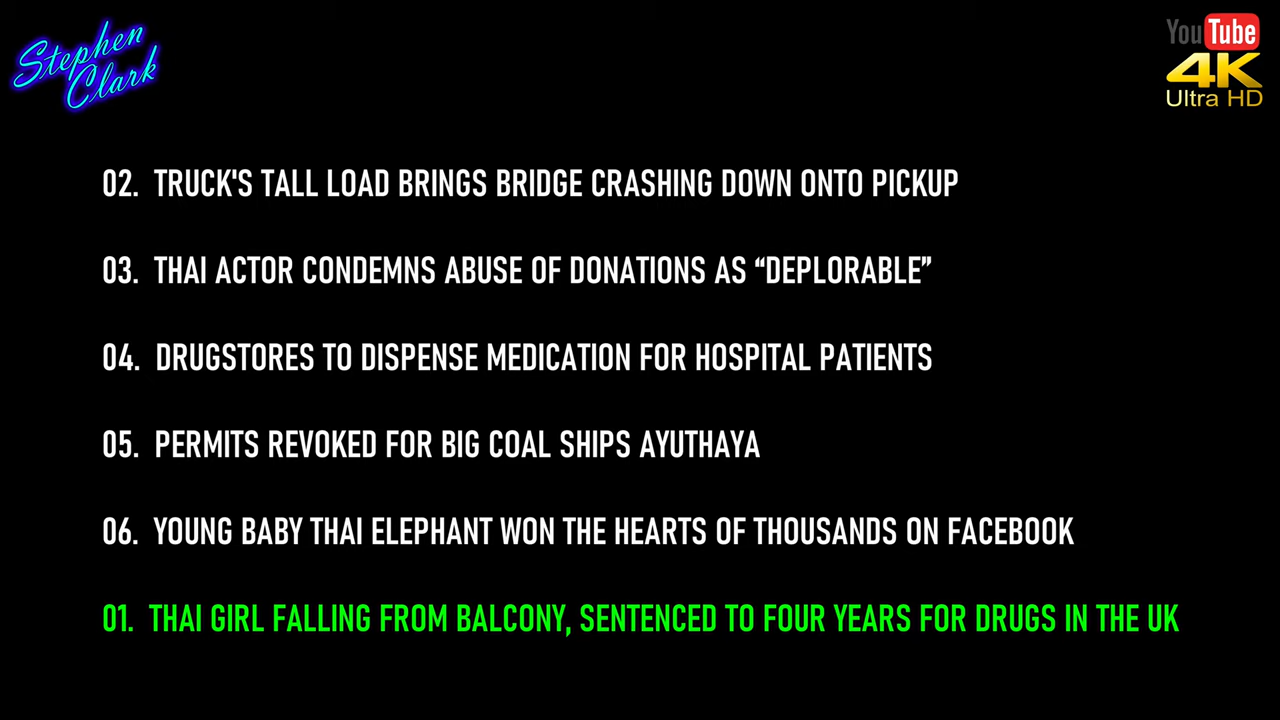 Stephen
Clark
YouTube
4K
Ultra HD
02. TRUCK'S TALL LOAD BRINGS BRIDGE CRASHING DOWN ONTO PICKUP
03. THAI ACTOR CONDEMNS ABUSE OF DONATIONS AS “DEPLORABLE”
04. DRUGSTORES TO DISPENSE MEDICATION FOR HOSPITAL PATIENTS
05. PERMITS REVOKED FOR BIG COAL SHIPS AYUTHAYA
06. YOUNG BABY THAI ELEPHANT WON THE HEARTS OF THOUSANDS ON FACEBOOK
01. THAI GIRL FALLING FROM BALCONY, SENTENCED TO FOUR YEARS FOR DRUGS IN THE UK